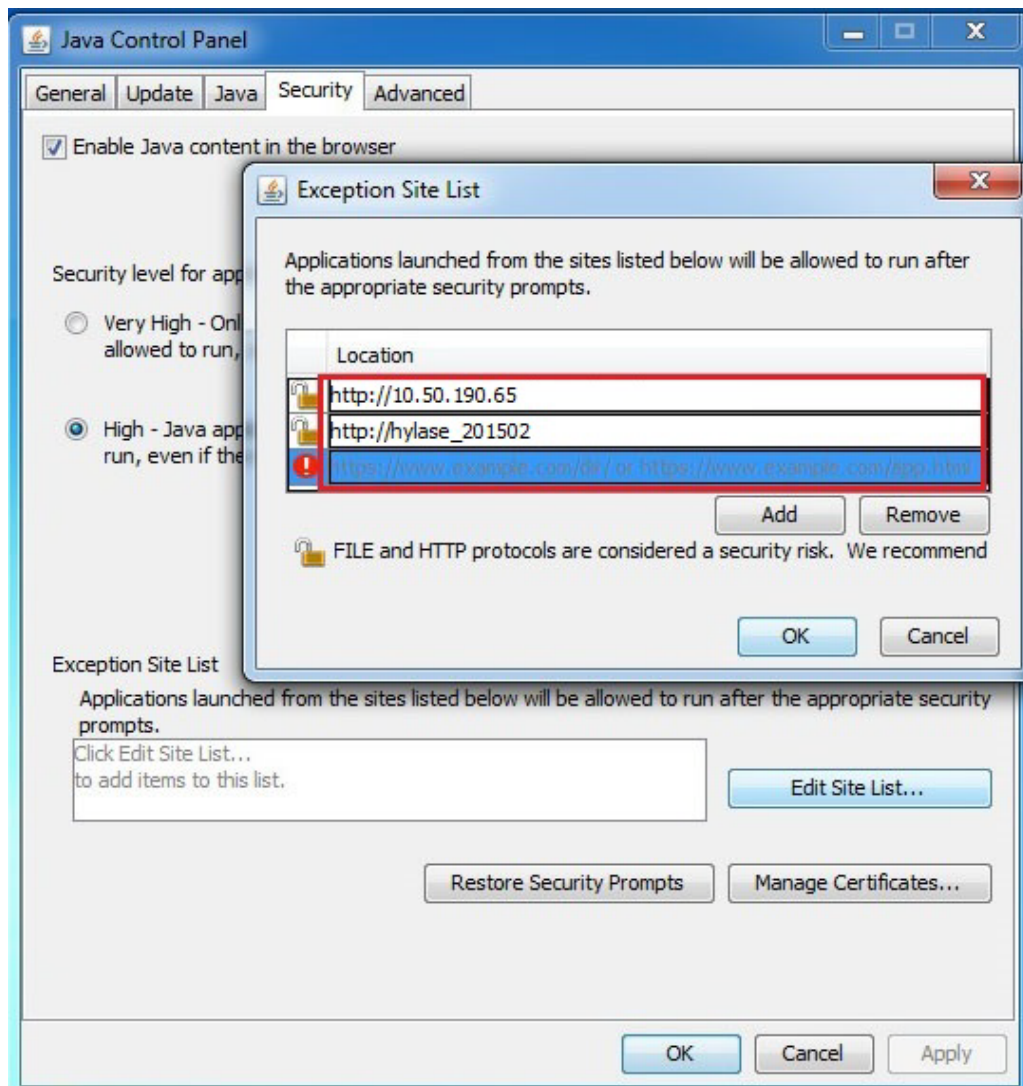 Java Control Panel
General Update Java Security Advanced
Enable Java content in the browser
Exception Site List
Applications launched from the sites listed below will be allowed to run after
the appropriate security prompts.
Security level for app
Very High - Onl
allowed to run,
Location
http://10.50.190.65
High - Java app
http://hylase_201502
run, even if the
https://www.example.com/dir/ or https://www.example.com/app.html
Add Remove
FILE and HTTP protocols are considered a security risk. We recommend
OK Cancel
Exception Site List
Applications launched from the sites listed below will be allowed to run after the appropriate security
prompts.
Click Edit Site List...
to add items to this list.
Edit Site List...
Restore Security Prompts Manage Certificates...
OK Cancel Apply